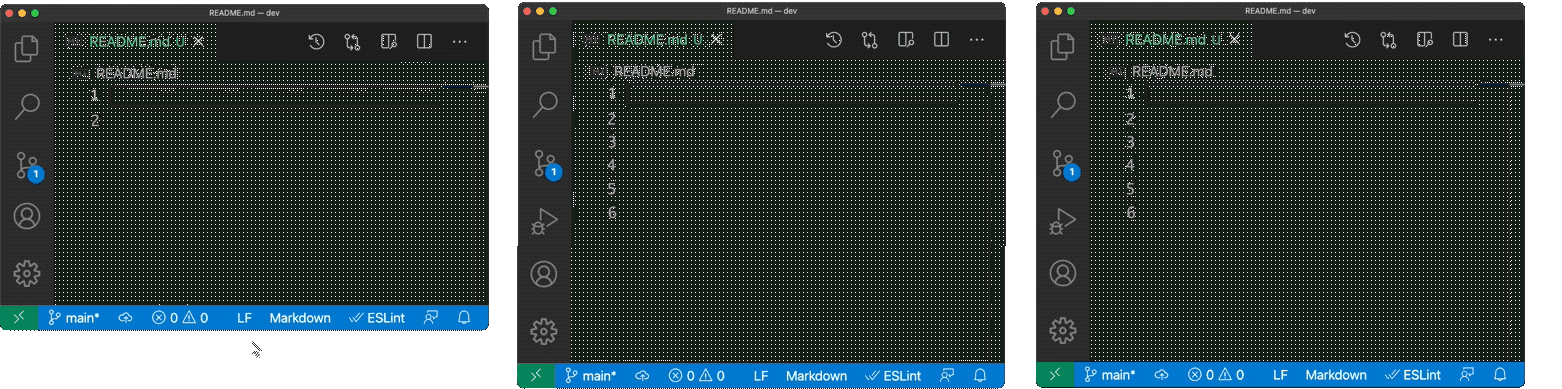 README.md — dev
README.md U
README.md
1
2
1
LF Markdown ESLint
main* 0 0
README.md — dev
README.md U
README.md
1
2
3
4
5
6
1
main* 0 0 LF Markdown ESLint
README.md — dev
README.md U
README.md
1
2
3
4
5
6
1
main* 0 0 LF Markdown ESLint